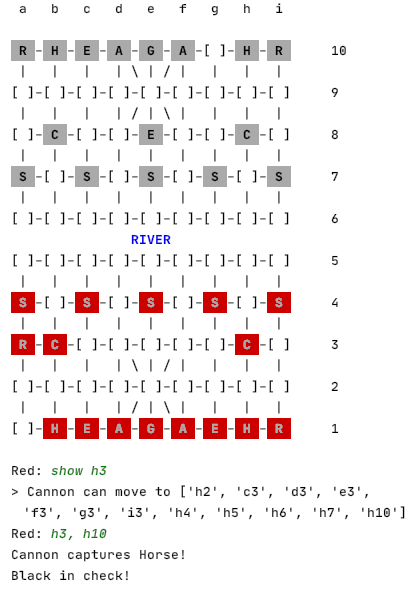 a b c d e f g h i
R-H-E-A-G-A-[ ]-H-R 10
| | | | \ | / | | |
[ ]-[ ]-[ ]-[ ]-[ ]-[ ]-[ ]-[ ]-[ ] 9
| | | | / | \ | | |
[ ]-C-[ ]-[ ]-E-[ ]-[ ]-C-[ ] 8
| | | | | | | | |
S-[ ]-S-[ ]-S-[ ]-S-[ ]-S 7
| | | | | | | | |
[ ]-[ ]-[ ]-[ ]-[ ]-[ ]-[ ]-[ ]-[ ] 6
RIVER
[ ]-[ ]-[ ]-[ ]-[ ]-[ ]-[ ]-[ ]-[ ] 5
| | | | | | | | |
S-[ ]-S-[ ]-S-[ ]-S-[ ]-S 4
| | | | | | | | |
R-C-[ ]-[ ]-[ ]-[ ]-[ ]-C-[ ] 3
| | | | \ | / | | |
[ ]-[ ]-[ ]-[ ]-[ ]-[ ]-[ ]-[ ]-[ ] 2
| | | | / | \ | | |
[ ]-H-E-A-G-A-E-H-R 1
Red: show h3
> Cannon can move to ['h2', 'c3', 'd3', 'e3',
'f3', 'g3', 'i3', 'h4', 'h5', 'h6', 'h7', 'h10']
Red: h3, h10
Cannon captures Horse!
Black in check!